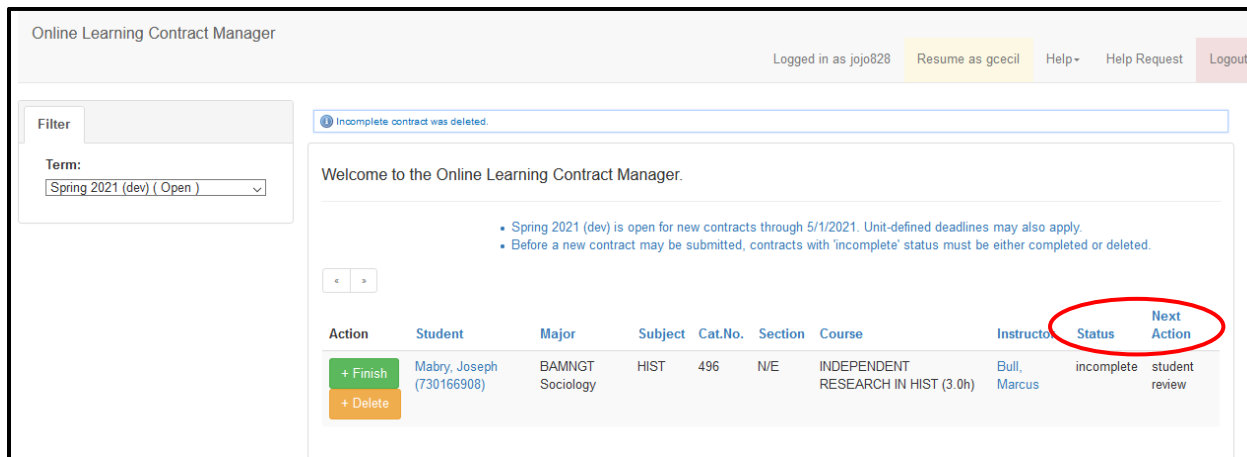 Online Learning Contract Manager
Logged in as jojo828 Resume as gcecil Help Help Request Logout
Filter
Term:
Spring 2021 (dev) ( Open )
Incomplete contract was deleted.
Welcome to the Online Learning Contract Manager.
• Spring 2021 (dev) is open for new contracts through 5/1/2021. Unit-defined deadlines may also apply.
• Before a new contract may be submitted, contracts with 'incomplete' status must be either completed or deleted.
« »
Action Student Major Subject Cat.No. Section Course Instructor Status Next Action
+ Finish Mabry, Joseph BAMNGT HIST 496 N/E INDEPENDENT Bull, incomplete student
(730166908) Sociology RESEARCH IN HIST (3.0h) Marcus review
+ Delete